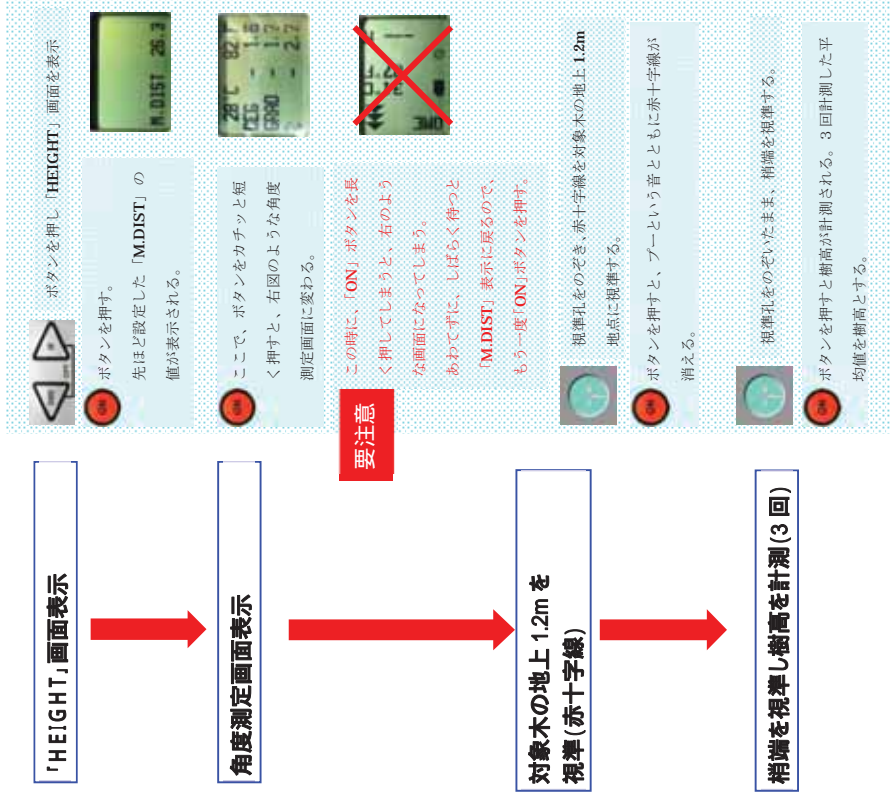 「HEIGHT」画面表示
ボタンを押し「HEIGHT」画面を表示
ON
ボタンを押す。
先ほど設定した「M.DIST」の
値が表示される。
M.DIST 26.3
角度測定画面表示
ON
ここで、ボタンをカチッと短
く押すと、右図のような角度
測定画面に変わる。
28°C 82.F
DEG - 1.6
GRAD - 1.7
% - 2.7
要注意
この時に、「ON」ボタンを長
く押してしまうと、右のよう
な画面になってしまう。
あわてずに、しばらく待つと
「M.DIST」表示に戻るので、
もう一度「ON」ボタンを押す。
対象木の地上 1.2m を
視準(赤十字線)
視準孔をのぞき、赤十字線を対象木の地上 1.2m
地点に視準する。
ON
ボタンを押すと、プーという音とともに赤十字線が
消える。
梢端を視準し樹高を計測(3 回)
視準孔をのぞいたまま、梢端を視準する。
ON
ボタンを押すと樹高が計測される。3 回計測した平
均値を樹高とする。